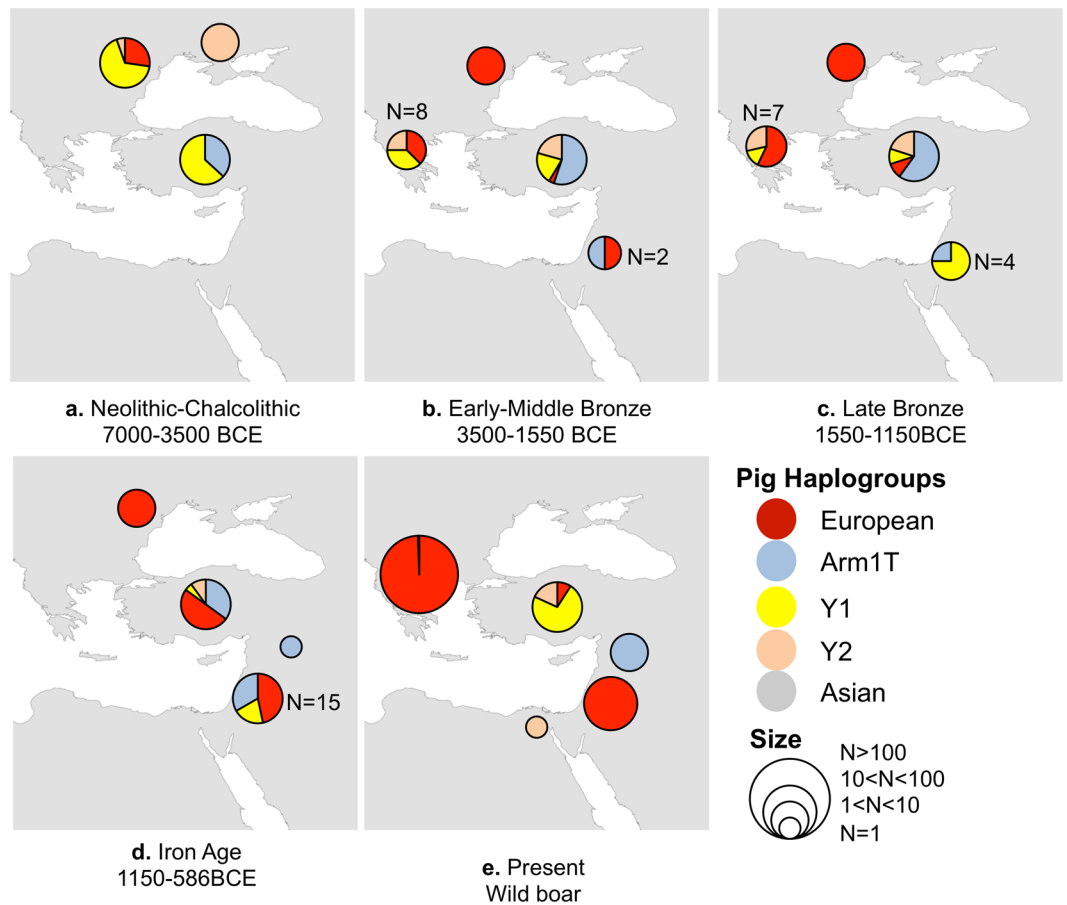 N=8
N=2
N=7
N=4
a. Neolithic-Chalcolithic
7000-3500 BCE
b. Early-Middle Bronze
3500-1550 BCE
c. Late Bronze
1550-1150BCE
N=15
d. Iron Age
1150-586BCE
e. Present
Wild boar
Pig Haplogroups
European
Arm1T
Y1
Y2
Asian
Size
N>100
10<N<100
1<N<10
N=1